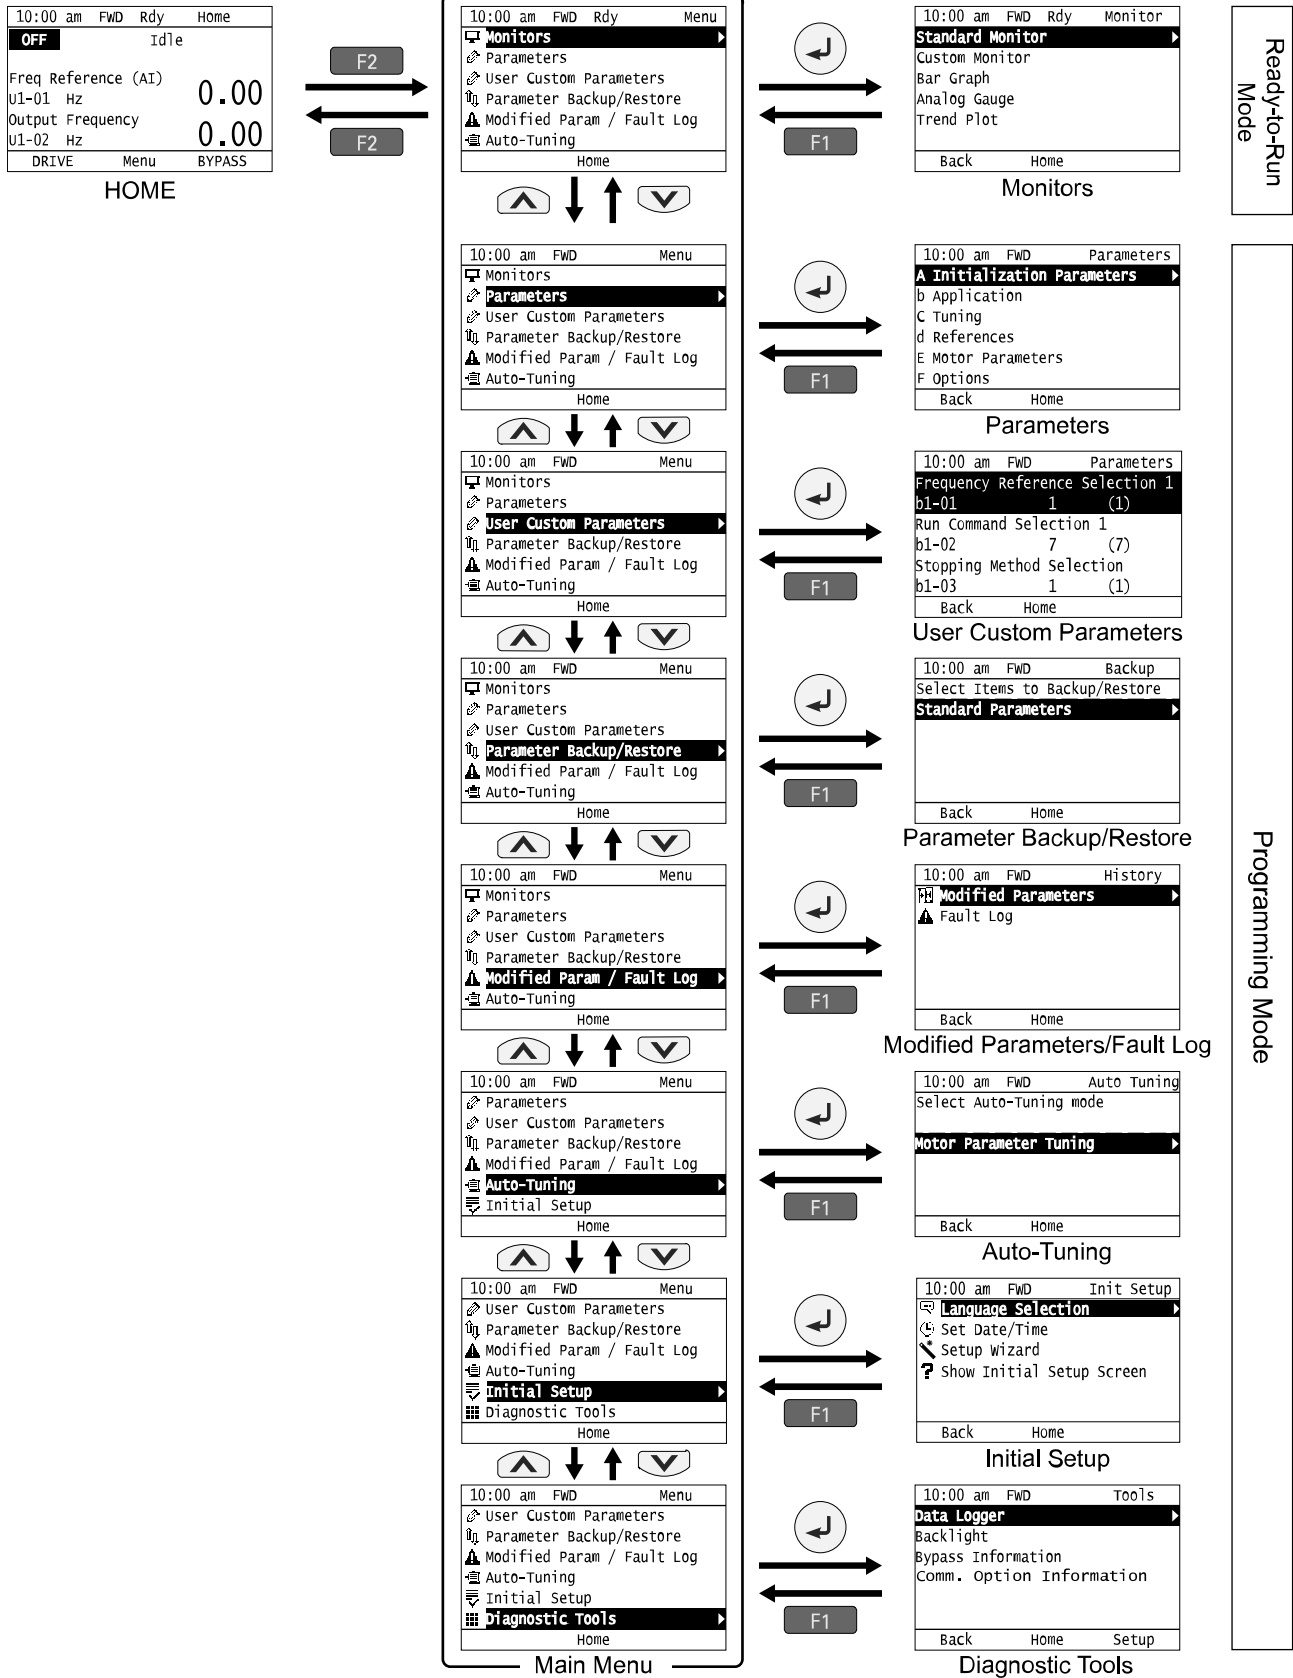 10:00 am FWD Rdy Home
OFF Idle
Freq Reference (AI)
U1-01 Hz 0.00
Output Frequency
U1-02 Hz 0.00
DRIVE Menu BYPASS
HOME
F2
F2
10:00 am FWD Rdy Menu
Monitors
Parameters
User Custom Parameters
Parameter Backup/Restore
Modified Param / Fault Log
Auto-Tuning
Home
F1
10:00 am FWD Rdy Monitor
Standard Monitor
Custom Monitor
Bar Graph
Analog Gauge
Trend Plot
Back Home
Monitors
Ready-to-Run
Mode
10:00 am FWD Menu
Monitors
Parameters
User Custom Parameters
Parameter Backup/Restore
Modified Param / Fault Log
Auto-Tuning
Home
F1
10:00 am FWD Parameters
A Initialization Parameters
b Application
C Tuning
d References
E Motor Parameters
F Options
Back Home
Parameters
10:00 am FWD Menu
Monitors
Parameters
User Custom Parameters
Parameter Backup/Restore
Modified Param / Fault Log
Auto-Tuning
Home
F1
10:00 am FWD Parameters
Frequency Reference Selection 1
b1-01 1 (1)
Run Command Selection 1
b1-02 7 (7)
Stopping Method Selection
b1-03 1 (1)
Back Home
User Custom Parameters
10:00 am FWD Menu
Monitors
Parameters
User Custom Parameters
Parameter Backup/Restore
Modified Param / Fault Log
Auto-Tuning
Home
F1
10:00 am FWD Backup
Select Items to Backup/Restore
Standard Parameters
Back Home
Parameter Backup/Restore
10:00 am FWD Menu
Monitors
Parameters
User Custom Parameters
Parameter Backup/Restore
Modified Param / Fault Log
Auto-Tuning
Home
F1
10:00 am FWD History
Modified Parameters
Fault Log
Back Home
Modified Parameters/Fault Log
10:00 am FWD Menu
Parameters
User Custom Parameters
Parameter Backup/Restore
Modified Param / Fault Log
Auto-Tuning
Initial Setup
Home
F1
10:00 am FWD Auto Tuning
Select Auto-Tuning mode
Motor Parameter Tuning
Back Home
Auto-Tuning
10:00 am FWD Menu
User Custom Parameters
Parameter Backup/Restore
Modified Param / Fault Log
Auto-Tuning
Initial Setup
Diagnostic Tools
Home
F1
10:00 am FWD Init Setup
Language Selection
Set Date/Time
Setup Wizard
Show Initial Setup Screen
Back Home
Initial Setup
10:00 am FWD Menu
User Custom Parameters
Parameter Backup/Restore
Modified Param / Fault Log
Auto-Tuning
Initial Setup
Diagnostic Tools
Home
Main Menu
F1
10:00 am FWD Tools
Data Logger
Backlight
Bypass Information
Comm. Option Information
Back Home Setup
Diagnostic Tools
Programming Mode